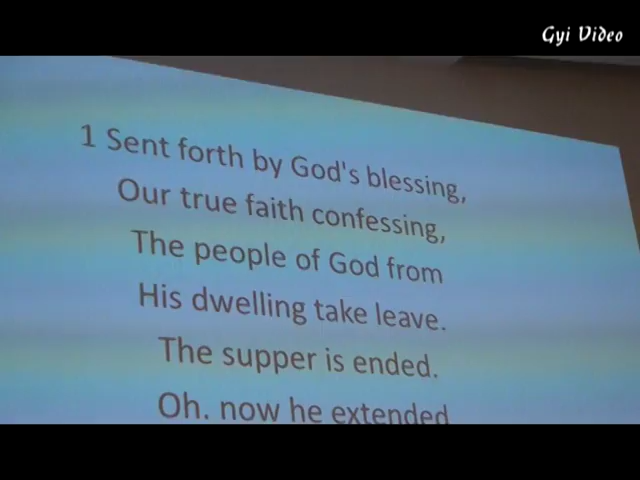 Gyi Video
1 Sent forth by God's blessing,
Our true faith confessing,
The people of God from
His dwelling take leave.
The supper is ended.
Oh. now he extended